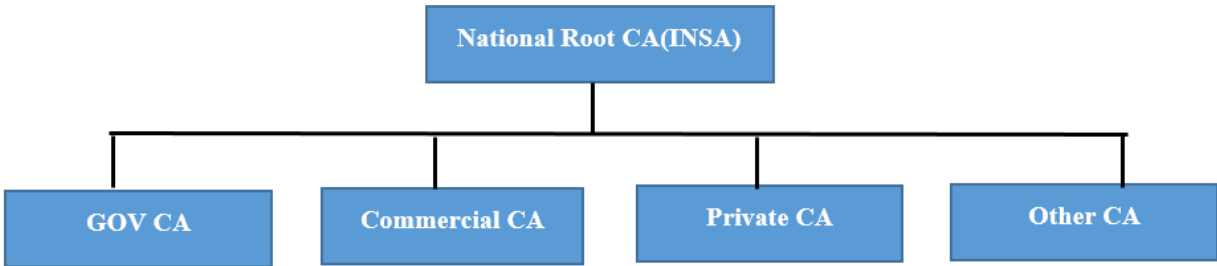 National Root CA(INSA)
GOV CA
Commercial CA
Private CA
Other CA